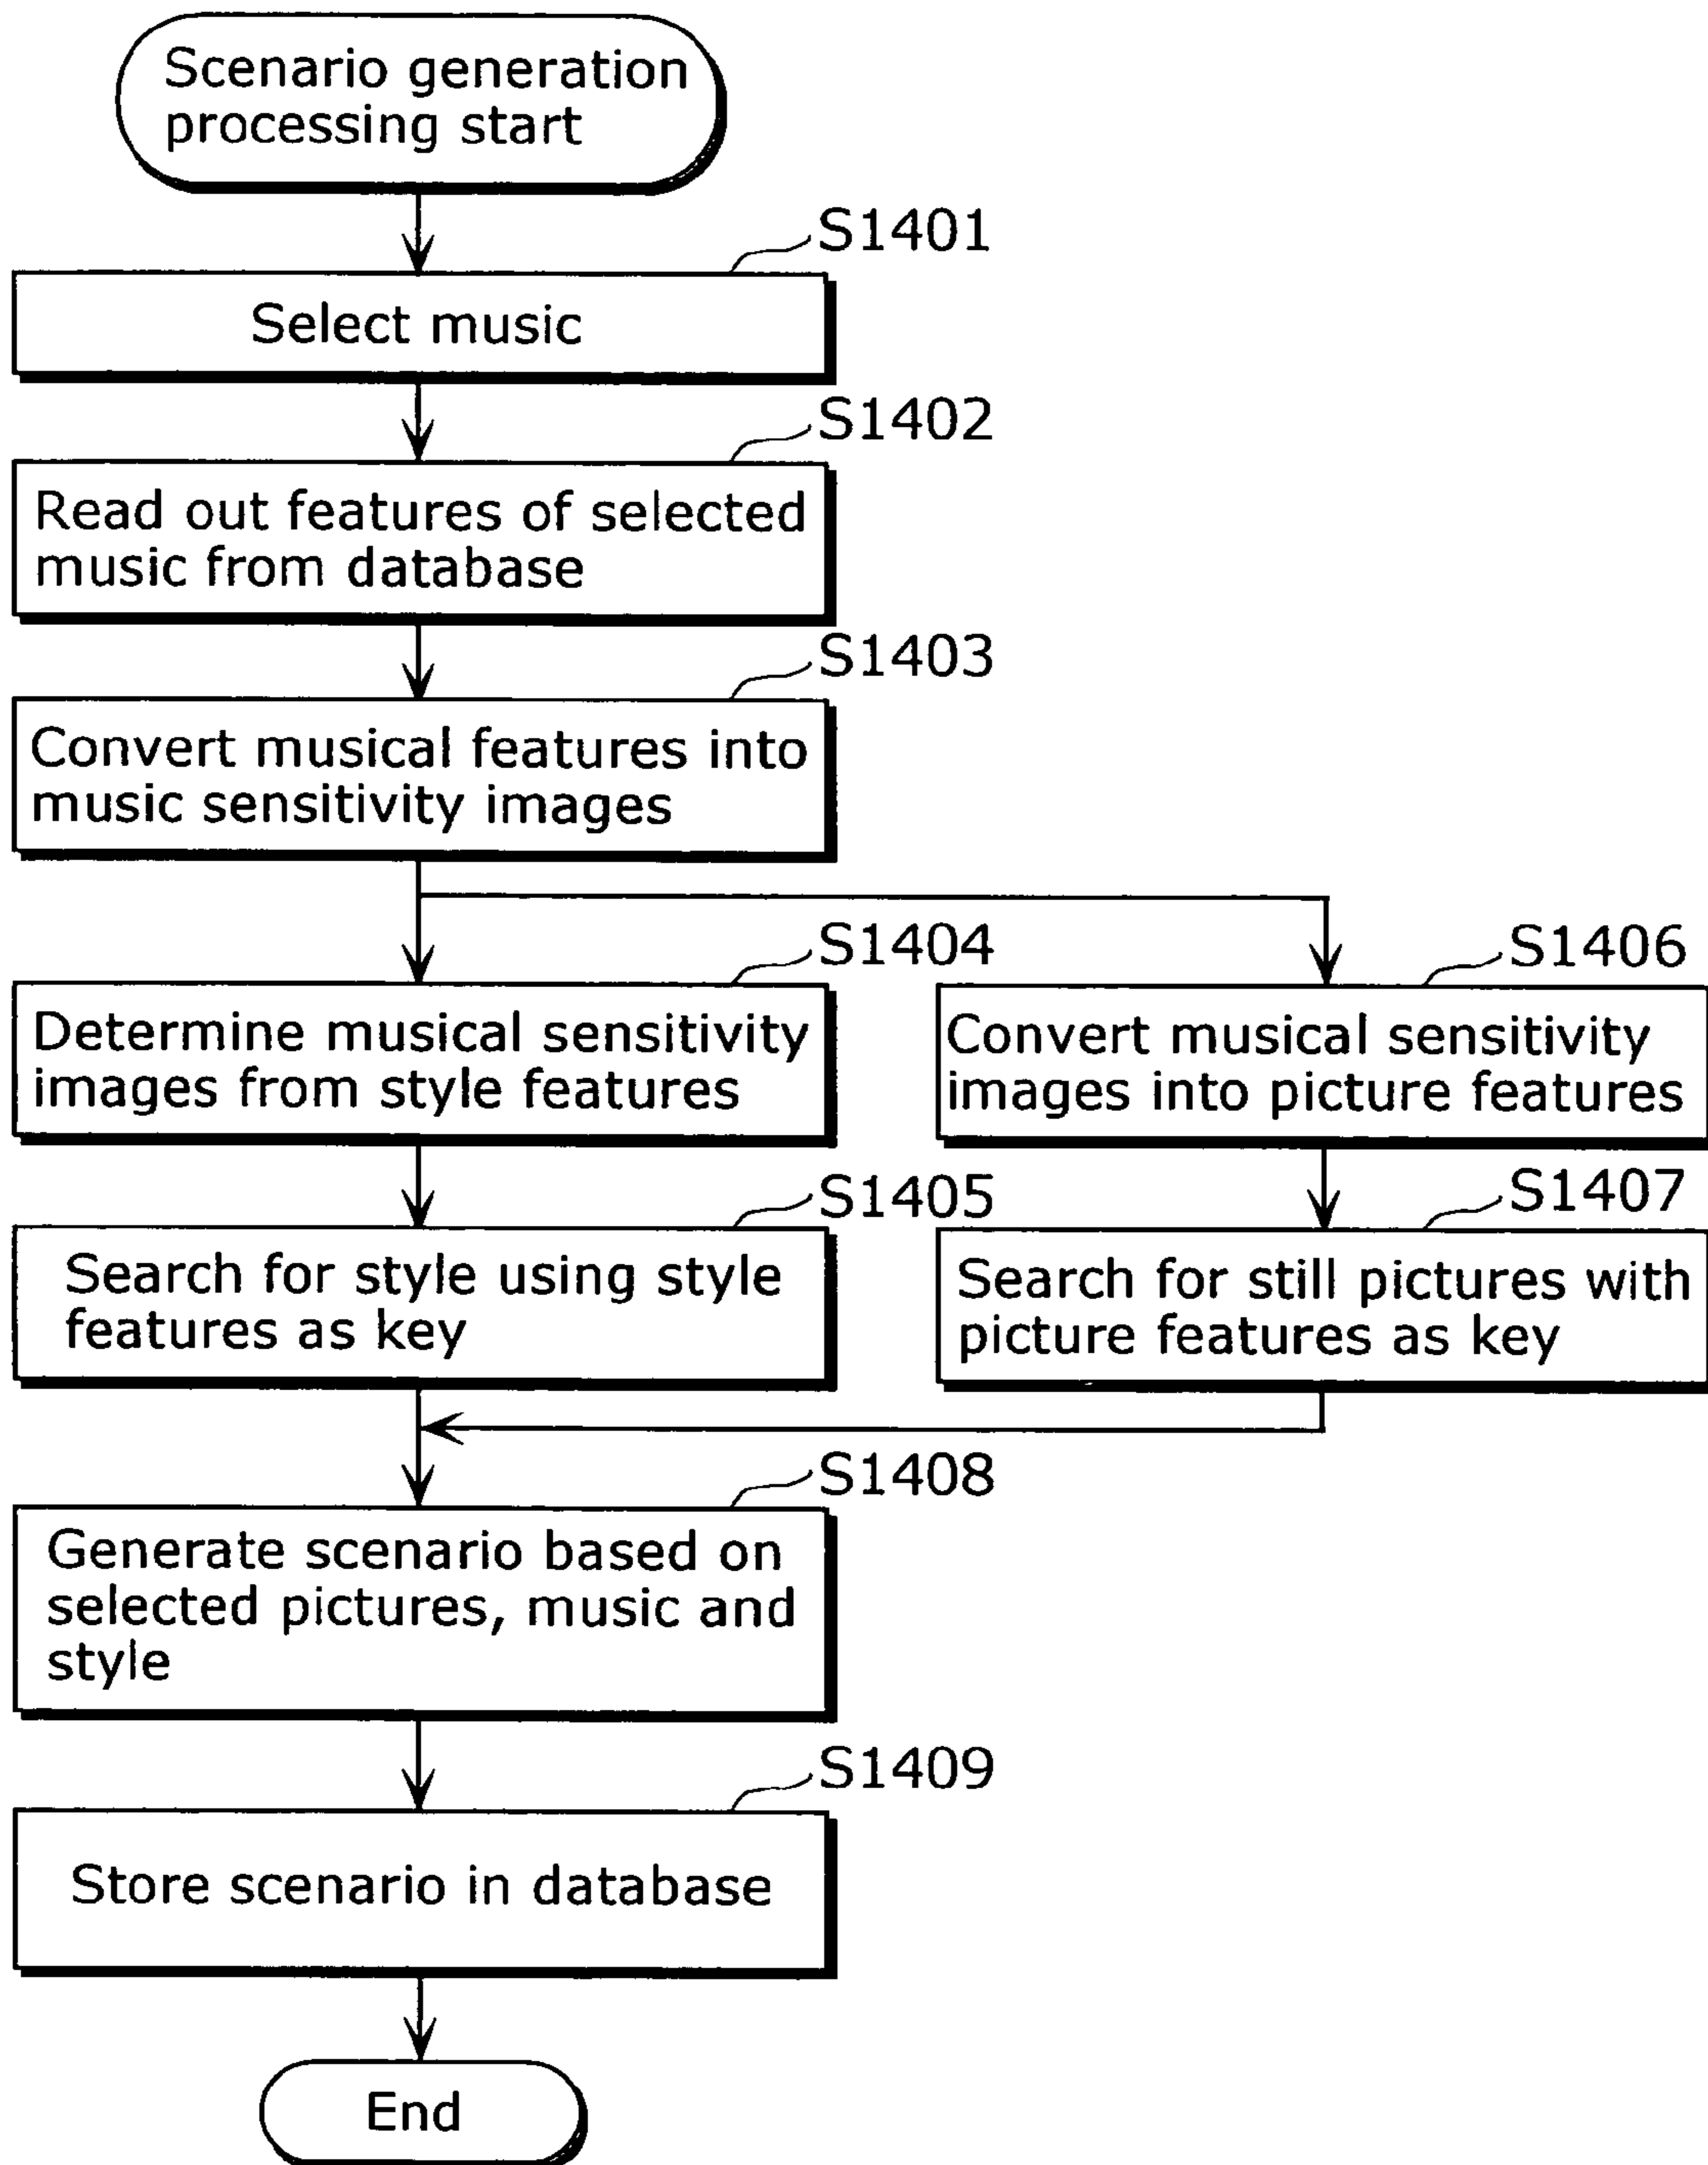 Scenario generation
processing start
S1401
Select music
S1402
Read out features of selected
music from database
S1403
Convert musical features into
music sensitivity images
S1404
Determine musical sensitivity
images from style features
S1406
Convert musical sensitivity
images into picture features
S1405
Search for style using style
features as key
S1407
Search for still pictures with
picture features as key
S1408
Generate scenario based on
selected pictures, music and
style
S1409
Store scenario in database
End